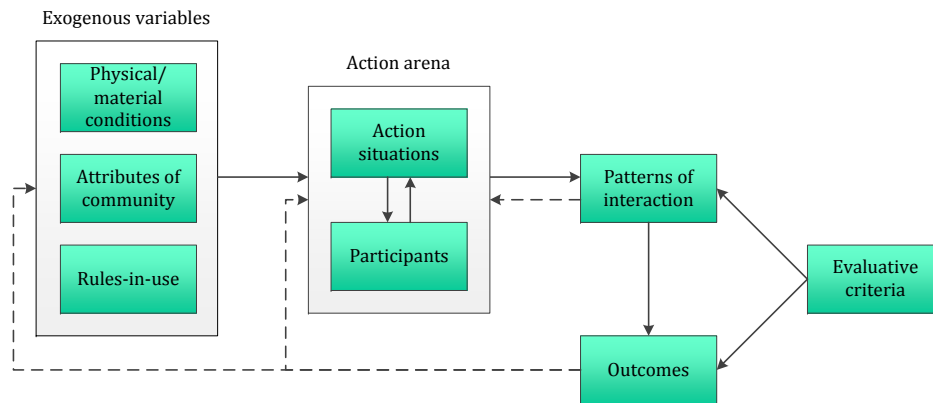 Exogenous variables
Physical/
material
conditions
Attributes of
community
Rules-in-use
Action arena
Action
situations
Participants
Patterns of
interaction
Outcomes
Evaluative
criteria